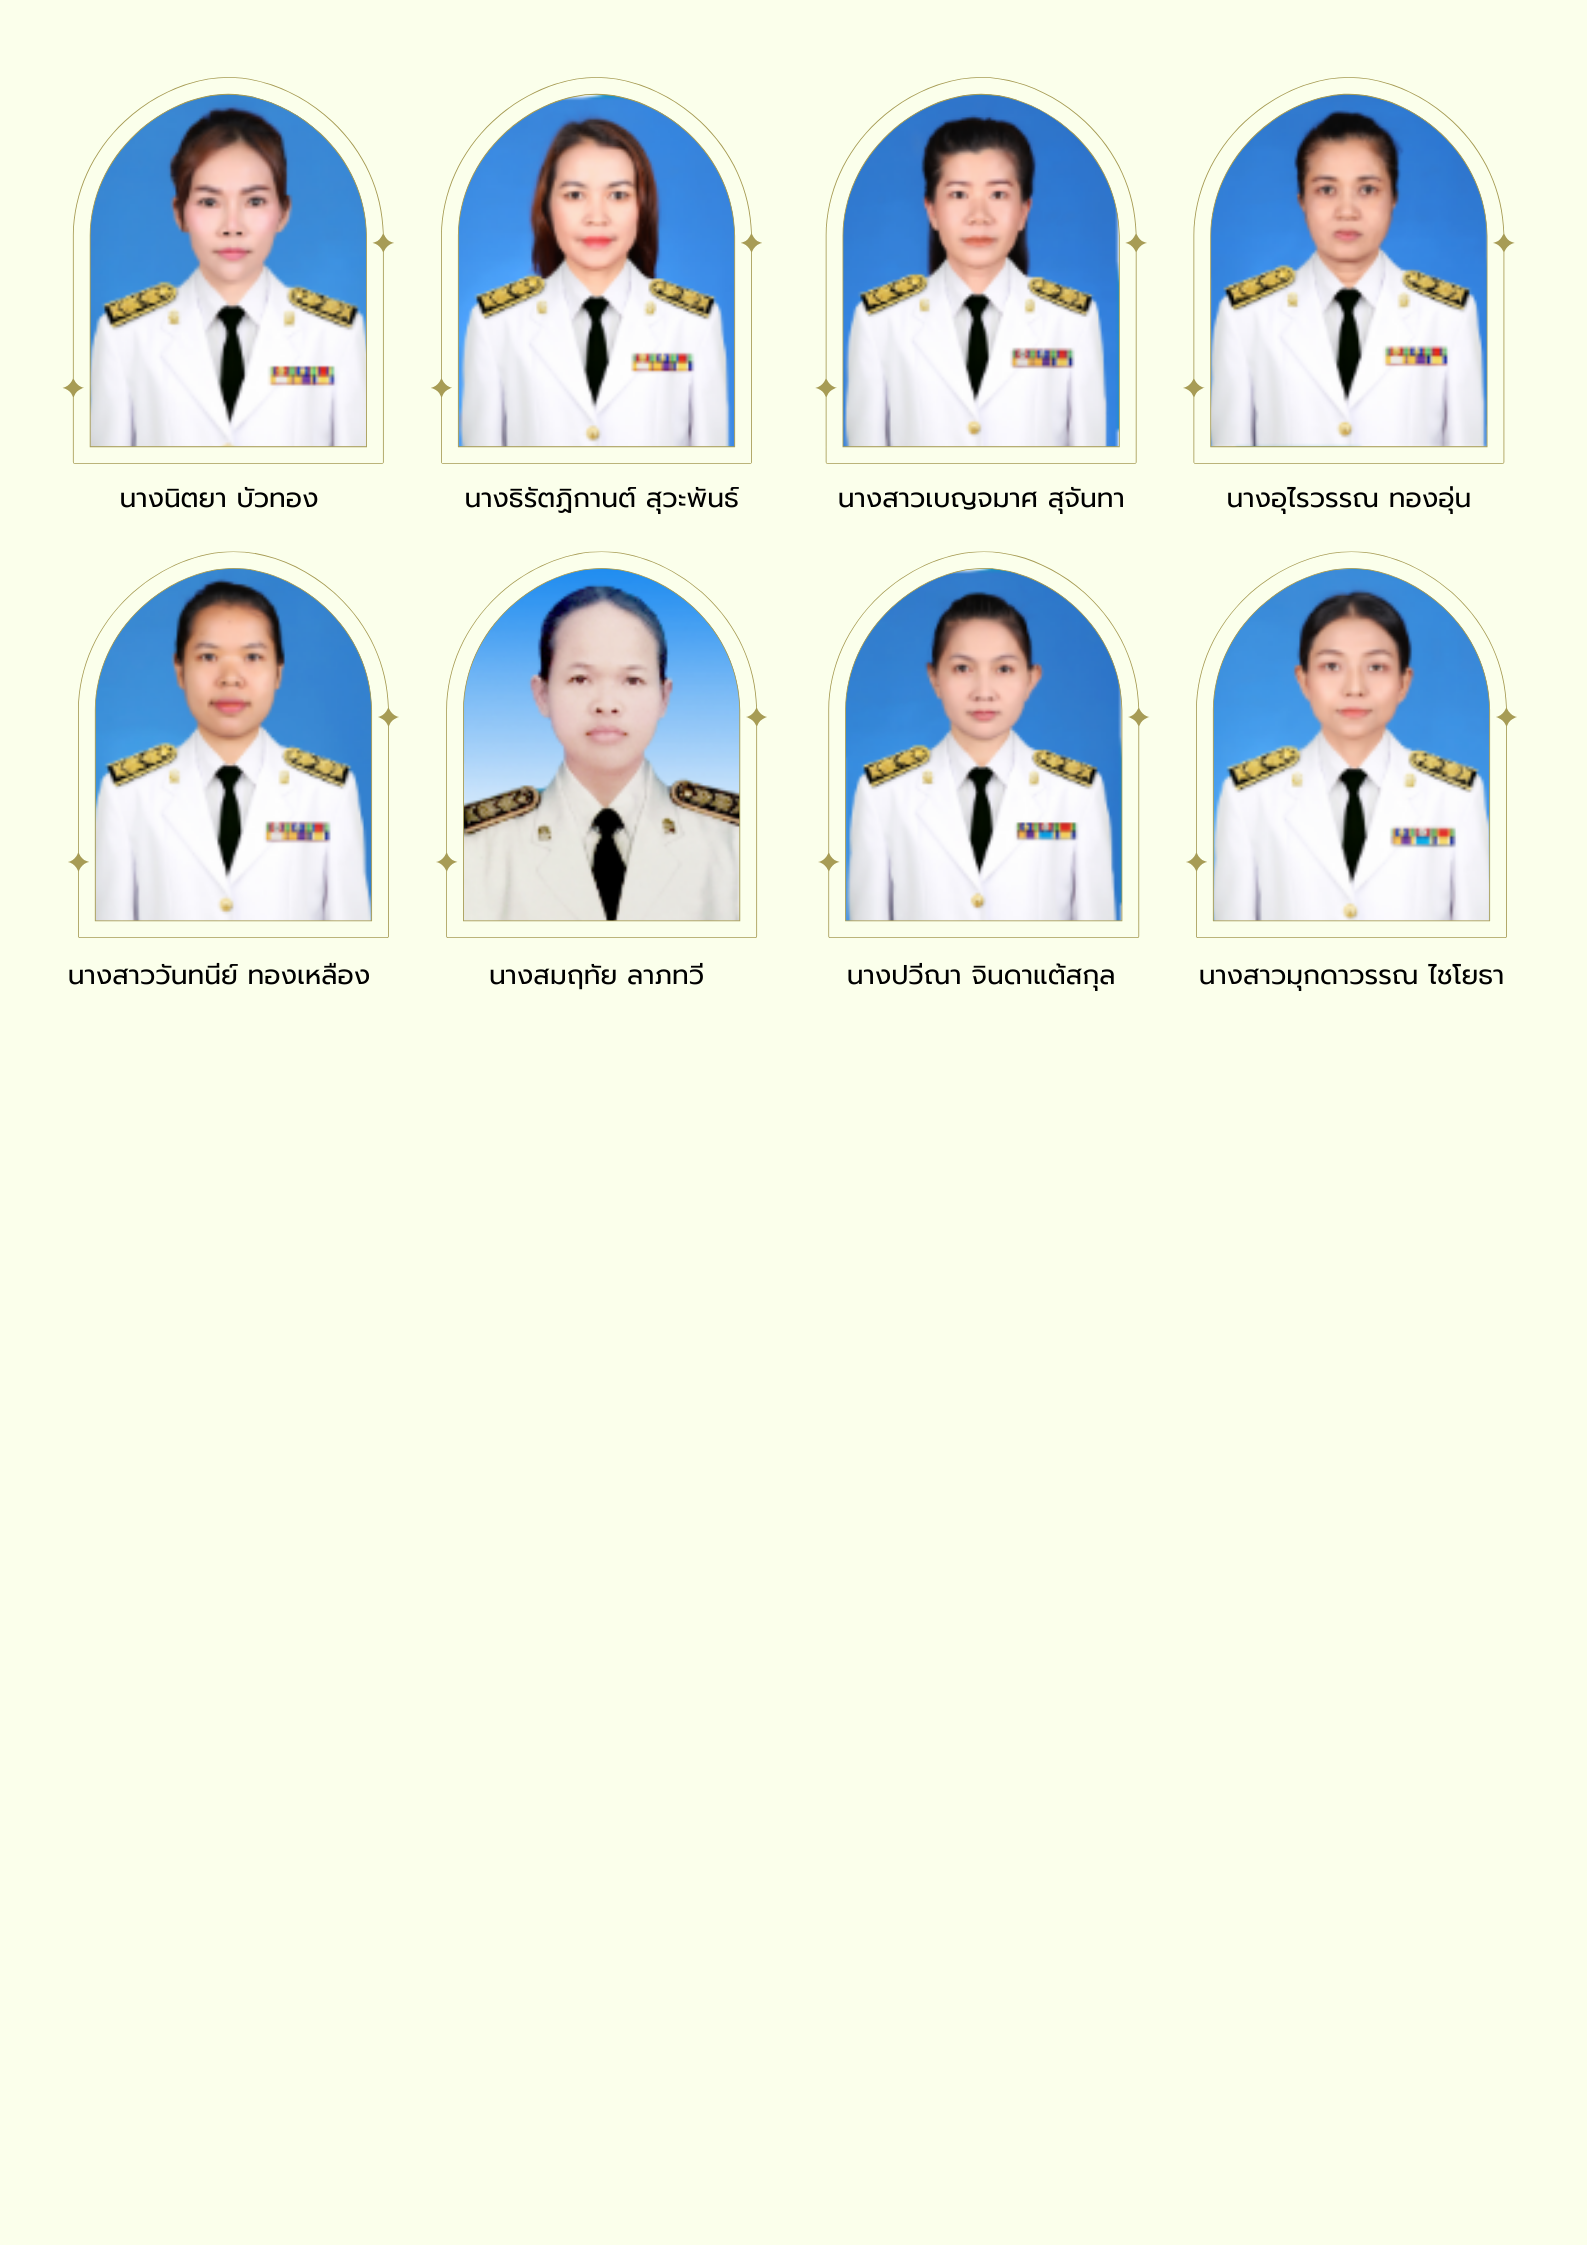 นางนิตยา บัวทอง
นางธิรัตฏิกานต์ สุวะพันธ์
นางสาวเบญจมาศ สุจันทา
นางอุไรวรรณ ทองอุ่น
นางสาววันทนีย์ ทองเหลือง
นางสมฤทัย ลาภทวี
นางปวีณา จินดาแต้สกุล
นางสาวมุกดาวรรณ ไชโยธา